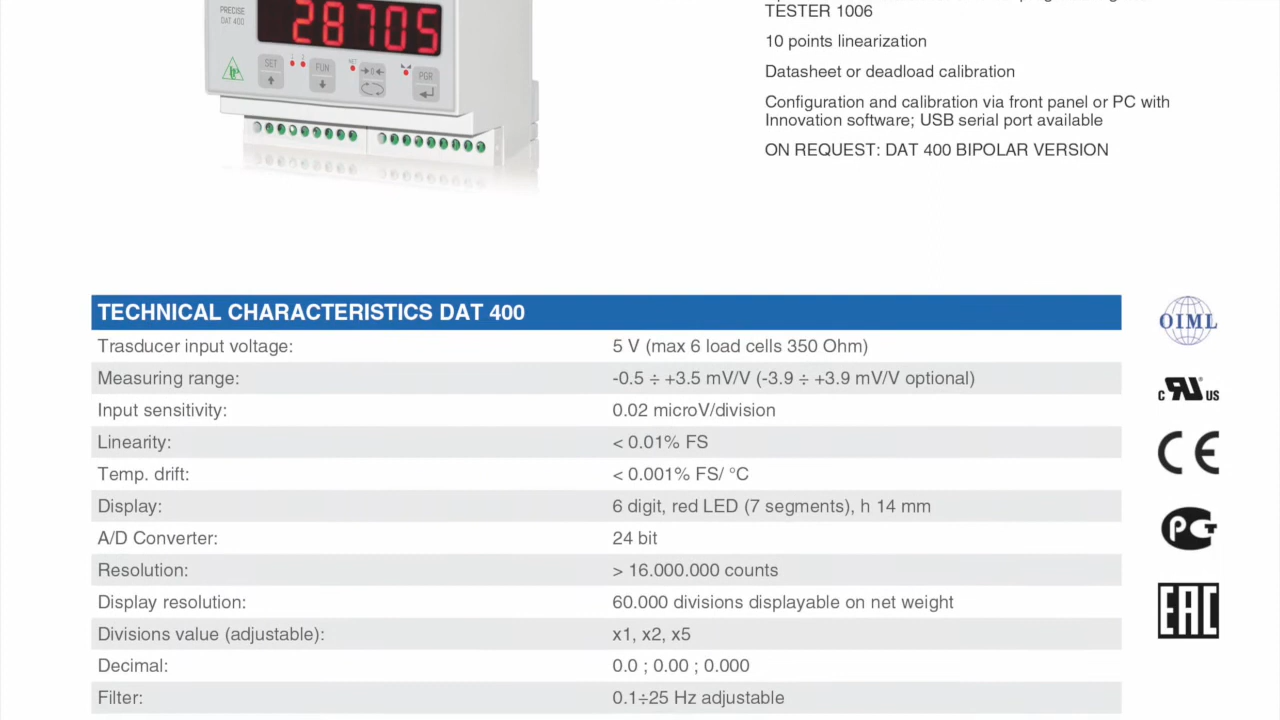 PRECISE
DAT 400
28705
SET
1
2
FUN
NET
→0←
PGR
TESTER 1006
10 points linearization
Datasheet or deadload calibration
Configuration and calibration via front panel or PC with
Innovation software; USB serial port available
ON REQUEST: DAT 400 BIPOLAR VERSION
TECHNICAL CHARACTERISTICS DAT 400
Trasducer input voltage: 5 V (max 6 load cells 350 Ohm)
Measuring range: -0.5 ÷ +3.5 mV/V (-3.9 ÷ +3.9 mV/V optional)
Input sensitivity: 0.02 microV/division
Linearity: < 0.01% FS
Temp. drift: < 0.001% FS/ °C
Display: 6 digit, red LED (7 segments), h 14 mm
A/D Converter: 24 bit
Resolution: > 16.000.000 counts
Display resolution: 60.000 divisions displayable on net weight
Divisions value (adjustable): x1, x2, x5
Decimal: 0.0 ; 0.00 ; 0.000
Filter: 0.1÷25 Hz adjustable
OIML
c RU US
CE
PCT
EAC